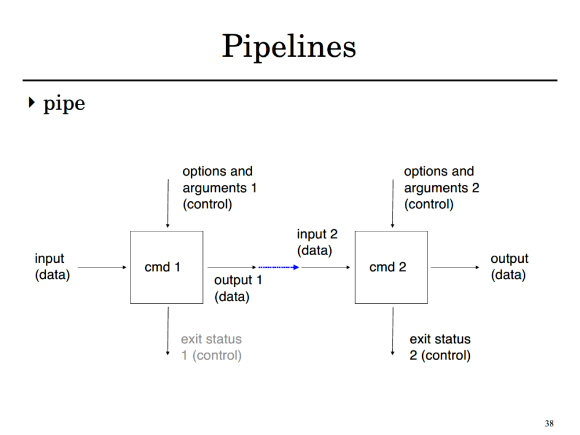 Pipelines
pipe
options and
arguments 1
(control)
options and
arguments 2
(control)
input
(data)
cmd 1
output 1
(data)
input 2
(data)
cmd 2
output
(data)
exit status
1 (control)
exit status
2 (control)
38